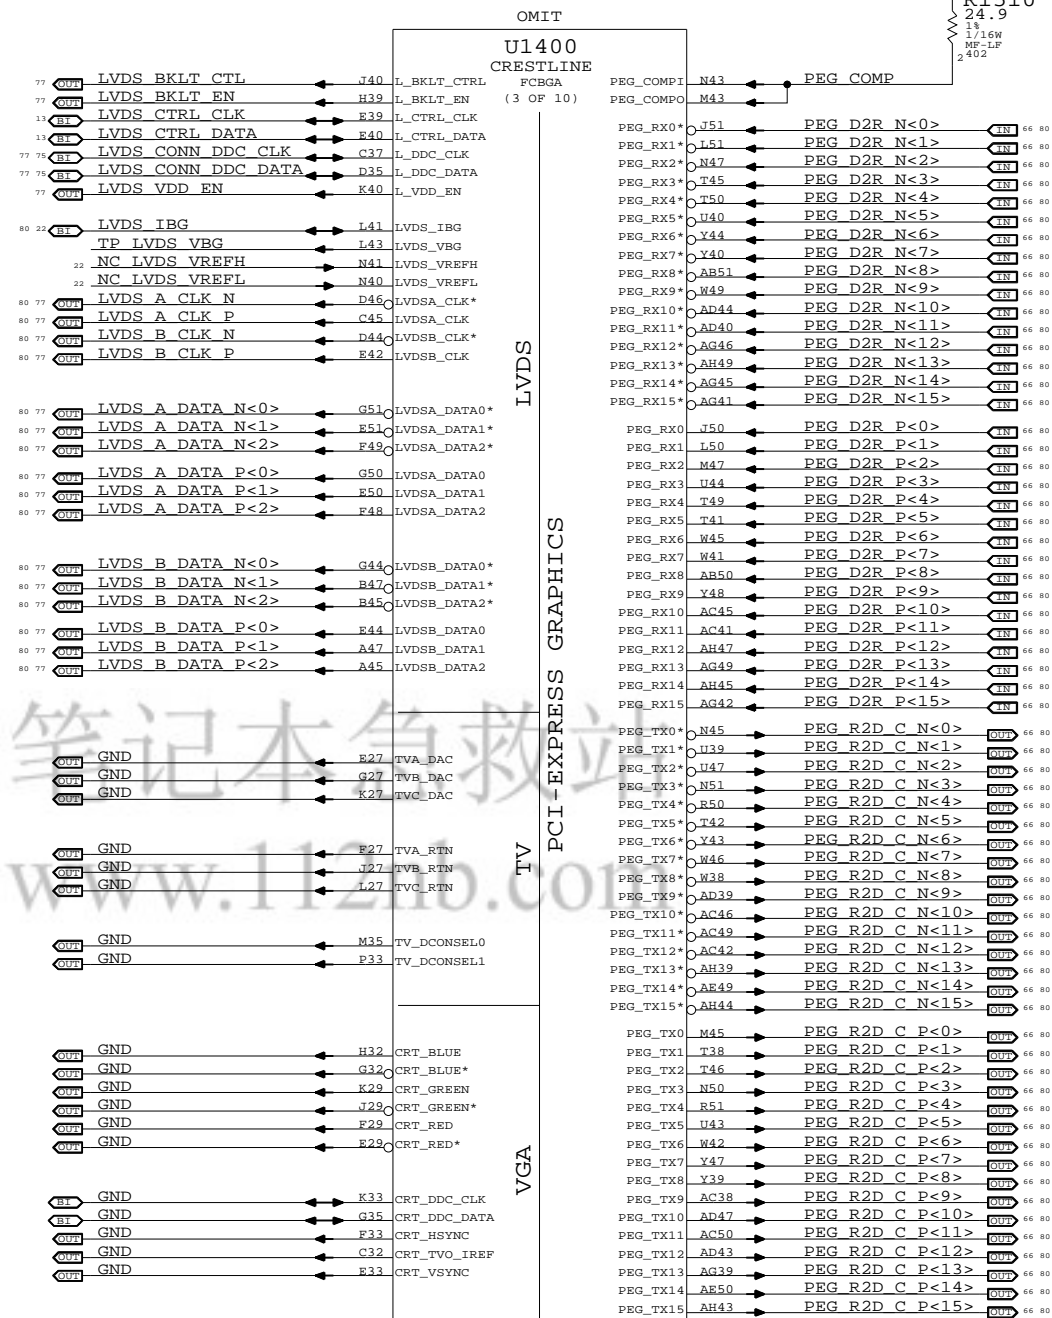 OMIT
R1510
24.9
1%
1/16W
MF-LF
2 402
U1400
CRESTLINE
FCBGA
(3 OF 10)
77 OUT LVDS_BKLT_CTL J40 L_BKLT_CTRL
77 OUT LVDS_BKLT_EN H39 L_BKLT_EN
13 BI LVDS_CTRL_CLK E39 L_CTRL_CLK
13 BI LVDS_CTRL_DATA E40 L_CTRL_DATA
77 75 BI LVDS_CONN_DDC_CLK C37 L_DDC_CLK
77 75 BI LVDS_CONN_DDC_DATA D35 L_DDC_DATA
77 OUT LVDS_VDD_EN K40 L_VDD_EN
80 22 BI LVDS_IBG L41 LVDS_IBG
TP_LVDS_VBG L43 LVDS_VBG
22 NC_LVDS_VREFH N41 LVDS_VREFH
22 NC_LVDS_VREFL N40 LVDS_VREFL
80 77 OUT LVDS_A_CLK_N D46 LVDSA_CLK*
80 77 OUT LVDS_A_CLK_P C45 LVDSA_CLK
80 77 OUT LVDS_B_CLK_N D44 LVDSB_CLK*
80 77 OUT LVDS_B_CLK_P E42 LVDSB_CLK
80 77 OUT LVDS_A_DATA_N<0> G51 LVDSA_DATA0*
80 77 OUT LVDS_A_DATA_N<1> E51 LVDSA_DATA1*
80 77 OUT LVDS_A_DATA_N<2> F49 LVDSA_DATA2*
80 77 OUT LVDS_A_DATA_P<0> G50 LVDSA_DATA0
80 77 OUT LVDS_A_DATA_P<1> E50 LVDSA_DATA1
80 77 OUT LVDS_A_DATA_P<2> F48 LVDSA_DATA2
80 77 OUT LVDS_B_DATA_N<0> G44 LVDSB_DATA0*
80 77 OUT LVDS_B_DATA_N<1> B47 LVDSB_DATA1*
80 77 OUT LVDS_B_DATA_N<2> B45 LVDSB_DATA2*
80 77 OUT LVDS_B_DATA_P<0> E44 LVDSB_DATA0
80 77 OUT LVDS_B_DATA_P<1> A47 LVDSB_DATA1
80 77 OUT LVDS_B_DATA_P<2> A45 LVDSB_DATA2
OUT GND E27 TVA_DAC
OUT GND G27 TVB_DAC
OUT GND K27 TVC_DAC
OUT GND F27 TVA_RTN
OUT GND J27 TVB_RTN
OUT GND L27 TVC_RTN
OUT GND M35 TV_DCONSEL0
OUT GND P33 TV_DCONSEL1
OUT GND H32 CRT_BLUE
OUT GND G32 CRT_BLUE*
OUT GND K29 CRT_GREEN
OUT GND J29 CRT_GREEN*
OUT GND F29 CRT_RED
OUT GND E29 CRT_RED*
BI GND K33 CRT_DDC_CLK
BI GND G35 CRT_DDC_DATA
OUT GND F33 CRT_HSYNC
OUT GND C32 CRT_TVO_IREF
OUT GND E33 CRT_VSYNC
LVDS
TV
VGA
PCI-EXPRESS GRAPHICS
PEG_COMPI N43 PEG_COMP
PEG_COMPO M43
PEG_RX0* J51 PEG_D2R_N<0> IN 66 80
PEG_RX1* L51 PEG_D2R_N<1> IN 66 80
PEG_RX2* N47 PEG_D2R_N<2> IN 66 80
PEG_RX3* T45 PEG_D2R_N<3> IN 66 80
PEG_RX4* T50 PEG_D2R_N<4> IN 66 80
PEG_RX5* U40 PEG_D2R_N<5> IN 66 80
PEG_RX6* Y44 PEG_D2R_N<6> IN 66 80
PEG_RX7* Y40 PEG_D2R_N<7> IN 66 80
PEG_RX8* AB51 PEG_D2R_N<8> IN 66 80
PEG_RX9* W49 PEG_D2R_N<9> IN 66 80
PEG_RX10* AD44 PEG_D2R_N<10> IN 66 80
PEG_RX11* AD40 PEG_D2R_N<11> IN 66 80
PEG_RX12* AG46 PEG_D2R_N<12> IN 66 80
PEG_RX13* AH49 PEG_D2R_N<13> IN 66 80
PEG_RX14* AG45 PEG_D2R_N<14> IN 66 80
PEG_RX15* AG41 PEG_D2R_N<15> IN 66 80
PEG_RX0 J50 PEG_D2R_P<0> IN 66 80
PEG_RX1 L50 PEG_D2R_P<1> IN 66 80
PEG_RX2 M47 PEG_D2R_P<2> IN 66 80
PEG_RX3 U44 PEG_D2R_P<3> IN 66 80
PEG_RX4 T49 PEG_D2R_P<4> IN 66 80
PEG_RX5 T41 PEG_D2R_P<5> IN 66 80
PEG_RX6 W45 PEG_D2R_P<6> IN 66 80
PEG_RX7 W41 PEG_D2R_P<7> IN 66 80
PEG_RX8 AB50 PEG_D2R_P<8> IN 66 80
PEG_RX9 Y48 PEG_D2R_P<9> IN 66 80
PEG_RX10 AC45 PEG_D2R_P<10> IN 66 80
PEG_RX11 AC41 PEG_D2R_P<11> IN 66 80
PEG_RX12 AH47 PEG_D2R_P<12> IN 66 80
PEG_RX13 AG49 PEG_D2R_P<13> IN 66 80
PEG_RX14 AH45 PEG_D2R_P<14> IN 66 80
PEG_RX15 AG42 PEG_D2R_P<15> IN 66 80
PEG_TX0* N45 PEG_R2D_C_N<0> OUT 66 80
PEG_TX1* U39 PEG_R2D_C_N<1> OUT 66 80
PEG_TX2* U47 PEG_R2D_C_N<2> OUT 66 80
PEG_TX3* N51 PEG_R2D_C_N<3> OUT 66 80
PEG_TX4* R50 PEG_R2D_C_N<4> OUT 66 80
PEG_TX5* T42 PEG_R2D_C_N<5> OUT 66 80
PEG_TX6* Y43 PEG_R2D_C_N<6> OUT 66 80
PEG_TX7* W46 PEG_R2D_C_N<7> OUT 66 80
PEG_TX8* W38 PEG_R2D_C_N<8> OUT 66 80
PEG_TX9* AD39 PEG_R2D_C_N<9> OUT 66 80
PEG_TX10* AC46 PEG_R2D_C_N<10> OUT 66 80
PEG_TX11* AC49 PEG_R2D_C_N<11> OUT 66 80
PEG_TX12* AC42 PEG_R2D_C_N<12> OUT 66 80
PEG_TX13* AH39 PEG_R2D_C_N<13> OUT 66 80
PEG_TX14* AE49 PEG_R2D_C_N<14> OUT 66 80
PEG_TX15* AH44 PEG_R2D_C_N<15> OUT 66 80
PEG_TX0 M45 PEG_R2D_C_P<0> OUT 66 80
PEG_TX1 T38 PEG_R2D_C_P<1> OUT 66 80
PEG_TX2 T46 PEG_R2D_C_P<2> OUT 66 80
PEG_TX3 N50 PEG_R2D_C_P<3> OUT 66 80
PEG_TX4 R51 PEG_R2D_C_P<4> OUT 66 80
PEG_TX5 U43 PEG_R2D_C_P<5> OUT 66 80
PEG_TX6 W42 PEG_R2D_C_P<6> OUT 66 80
PEG_TX7 Y47 PEG_R2D_C_P<7> OUT 66 80
PEG_TX8 Y39 PEG_R2D_C_P<8> OUT 66 80
PEG_TX9 AC38 PEG_R2D_C_P<9> OUT 66 80
PEG_TX10 AD47 PEG_R2D_C_P<10> OUT 66 80
PEG_TX11 AC50 PEG_R2D_C_P<11> OUT 66 80
PEG_TX12 AD43 PEG_R2D_C_P<12> OUT 66 80
PEG_TX13 AG39 PEG_R2D_C_P<13> OUT 66 80
PEG_TX14 AE50 PEG_R2D_C_P<14> OUT 66 80
PEG_TX15 AH43 PEG_R2D_C_P<15> OUT 66 80
笔记本急救站
www.112nb.com